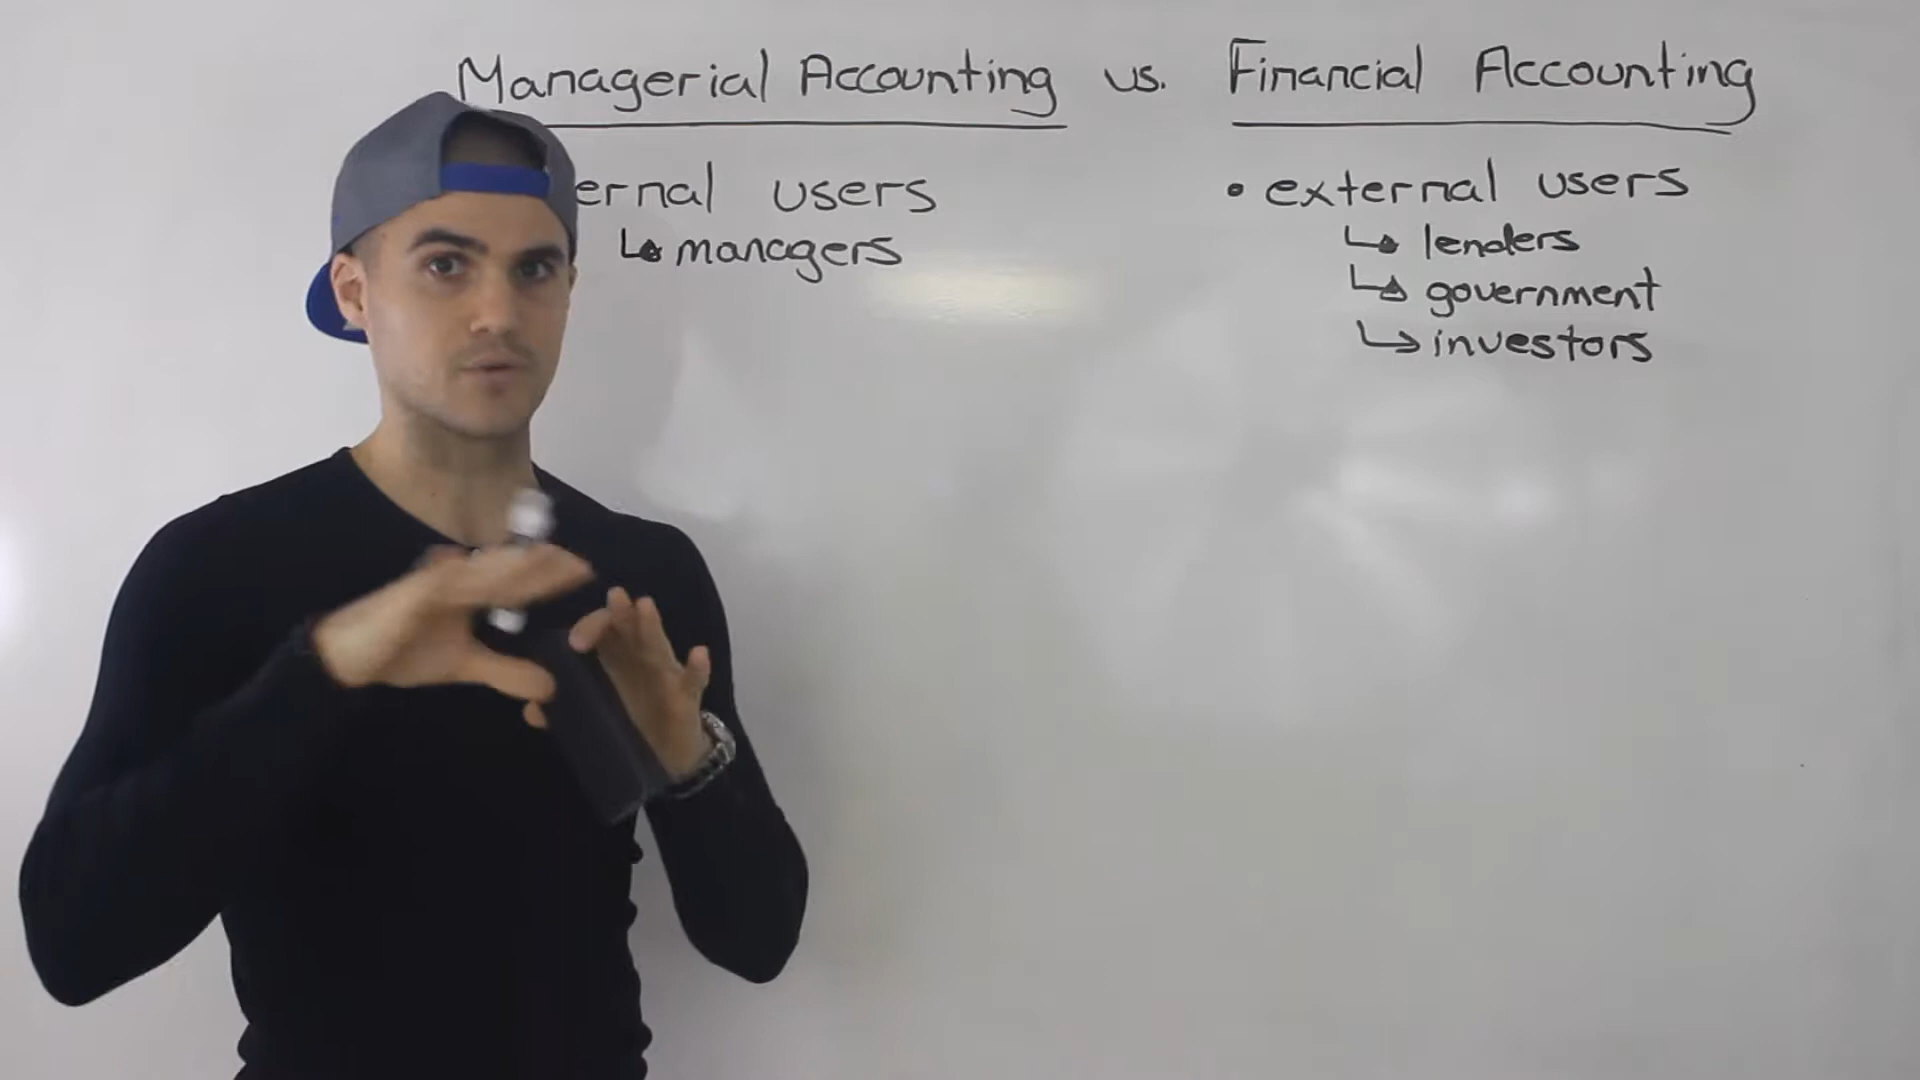 Managerial Accounting vs. Financial Accounting
ernal users
↳ managers
• external users
↳ lenders
↳ government
↳ investors